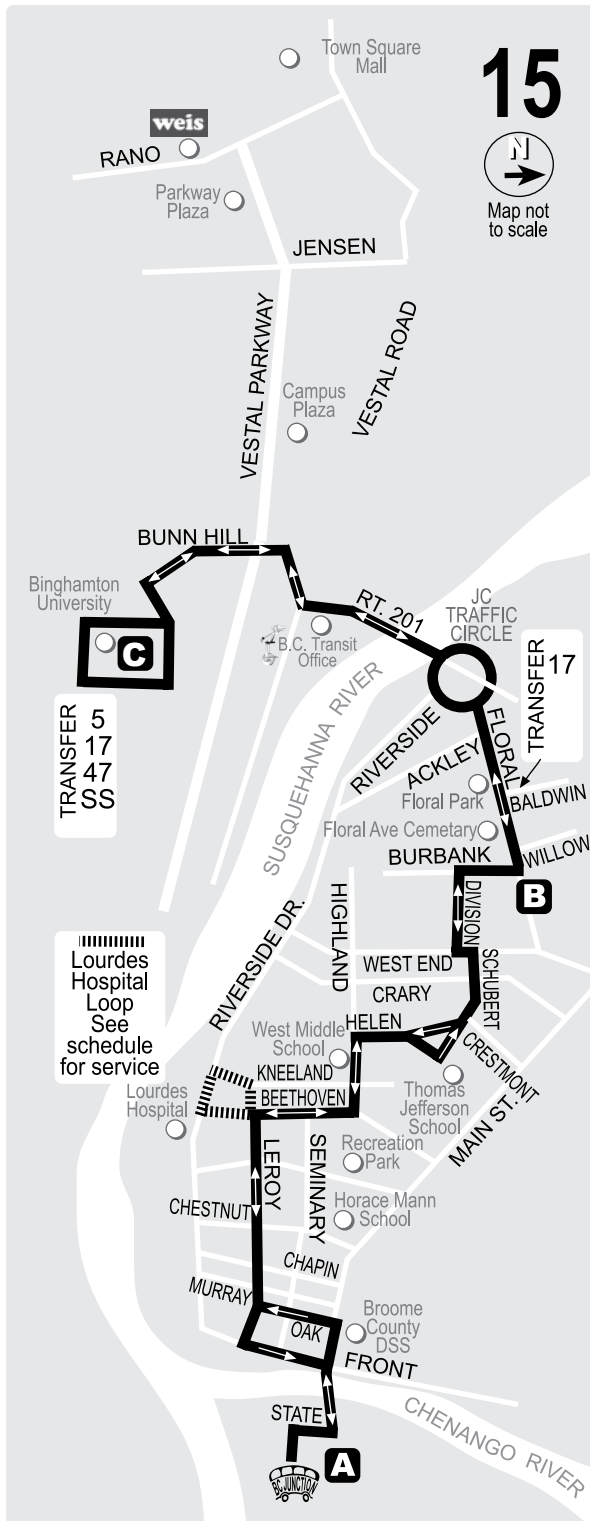 15
Town Square
Mall
weis
RANO
N
Map not
to scale
Parkway
Plaza
JENSEN
VESTAL PARKWAY
VESTAL ROAD
Campus
Plaza
BUNN HILL
Binghamton
University
C
RT. 201
JC
TRAFFIC
CIRCLE
B.C. Transit
Office
TRANSFER
5
17
47
SS
TRANSFER 17
SUSQUEHANNA RIVER
RIVERSIDE
ACKLEY
FLORAL
Floral Park
BALDWIN
Floral Ave Cemetary
BURBANK
WILLOW
B
DIVISION
HIGHLAND
RIVERSIDE DR.
WEST END
SCHUBERT
CRARY
Lourdes
Hospital
Loop
See
schedule
for service
HELEN
West Middle
School
CRESTMONT
KNEELAND
Thomas
Jefferson
School
BEETHOVEN
MAIN ST.
Lourdes
Hospital
LEROY
SEMINARY
Recreation
Park
CHESTNUT
Horace Mann
School
CHAPIN
MURRAY
OAK
Broome
County
DSS
FRONT
STATE
A
CHENANGO RIVER
BC JUNCTION